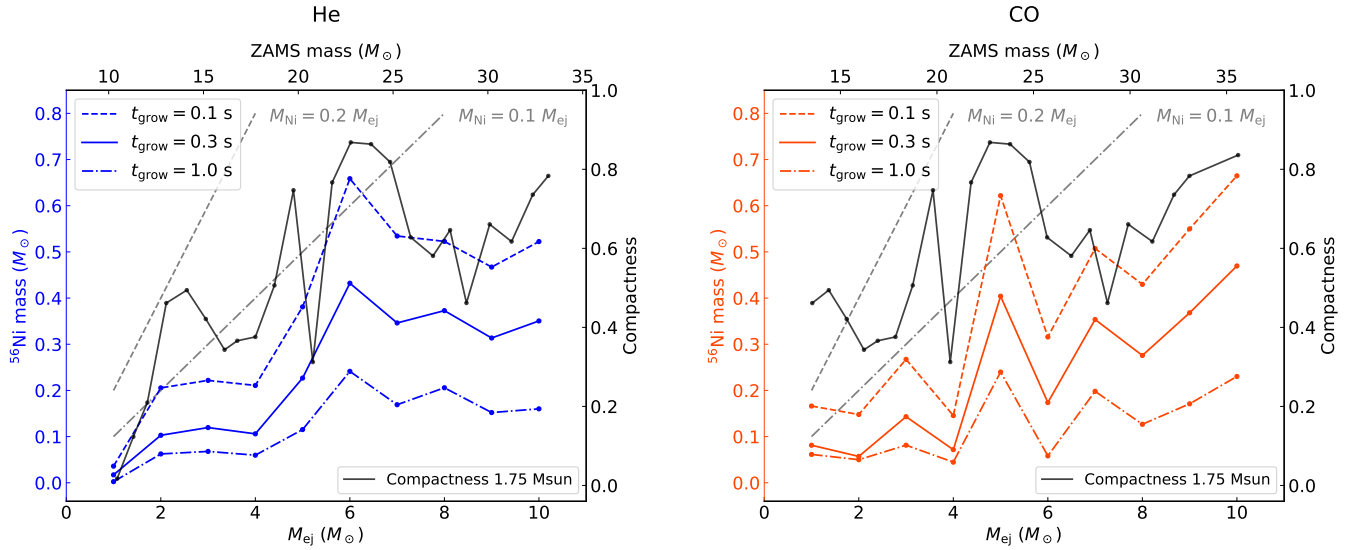 He
ZAMS mass (M⊙)
10 15 20 25 30 35
t_grow = 0.1 s
t_grow = 0.3 s
t_grow = 1.0 s
M_Ni = 0.2 M_ej
M_Ni = 0.1 M_ej
0.8
0.7
0.6
0.5
0.4
0.3
0.2
0.1
0.0
⁵⁶Ni mass (M⊙)
1.0
0.8
0.6
0.4
0.2
0.0
Compactness
Compactness 1.75 Msun
0 2 4 6 8 10
M_ej (M⊙)
CO
ZAMS mass (M⊙)
15 20 25 30 35
t_grow = 0.1 s
t_grow = 0.3 s
t_grow = 1.0 s
M_Ni = 0.2 M_ej
M_Ni = 0.1 M_ej
0.8
0.7
0.6
0.5
0.4
0.3
0.2
0.1
0.0
⁵⁶Ni mass (M⊙)
1.0
0.8
0.6
0.4
0.2
0.0
Compactness
Compactness 1.75 Msun
0 2 4 6 8 10
M_ej (M⊙)